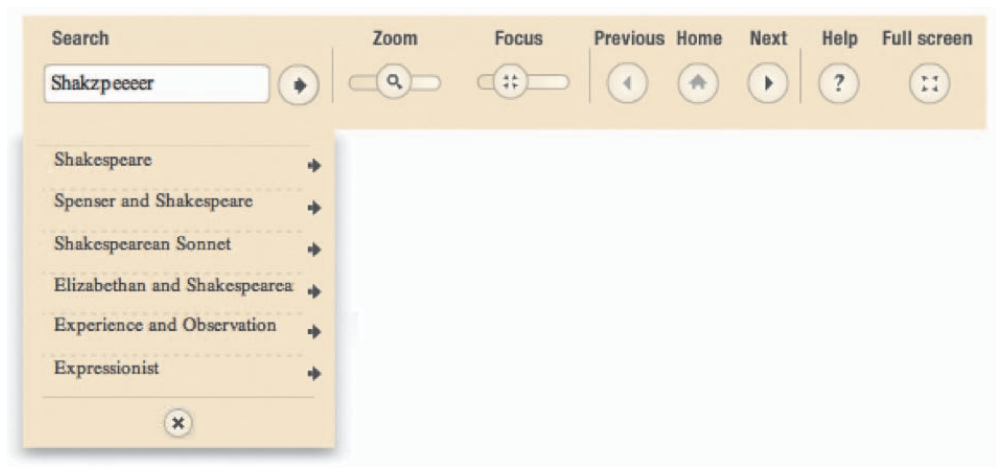 Search Zoom Focus Previous Home Next Help Full screen
Shakzpeeeer ?
Shakespeare
Spenser and Shakespeare
Shakespearean Sonnet
Elizabethan and Shakespearea
Experience and Observation
Expressionist